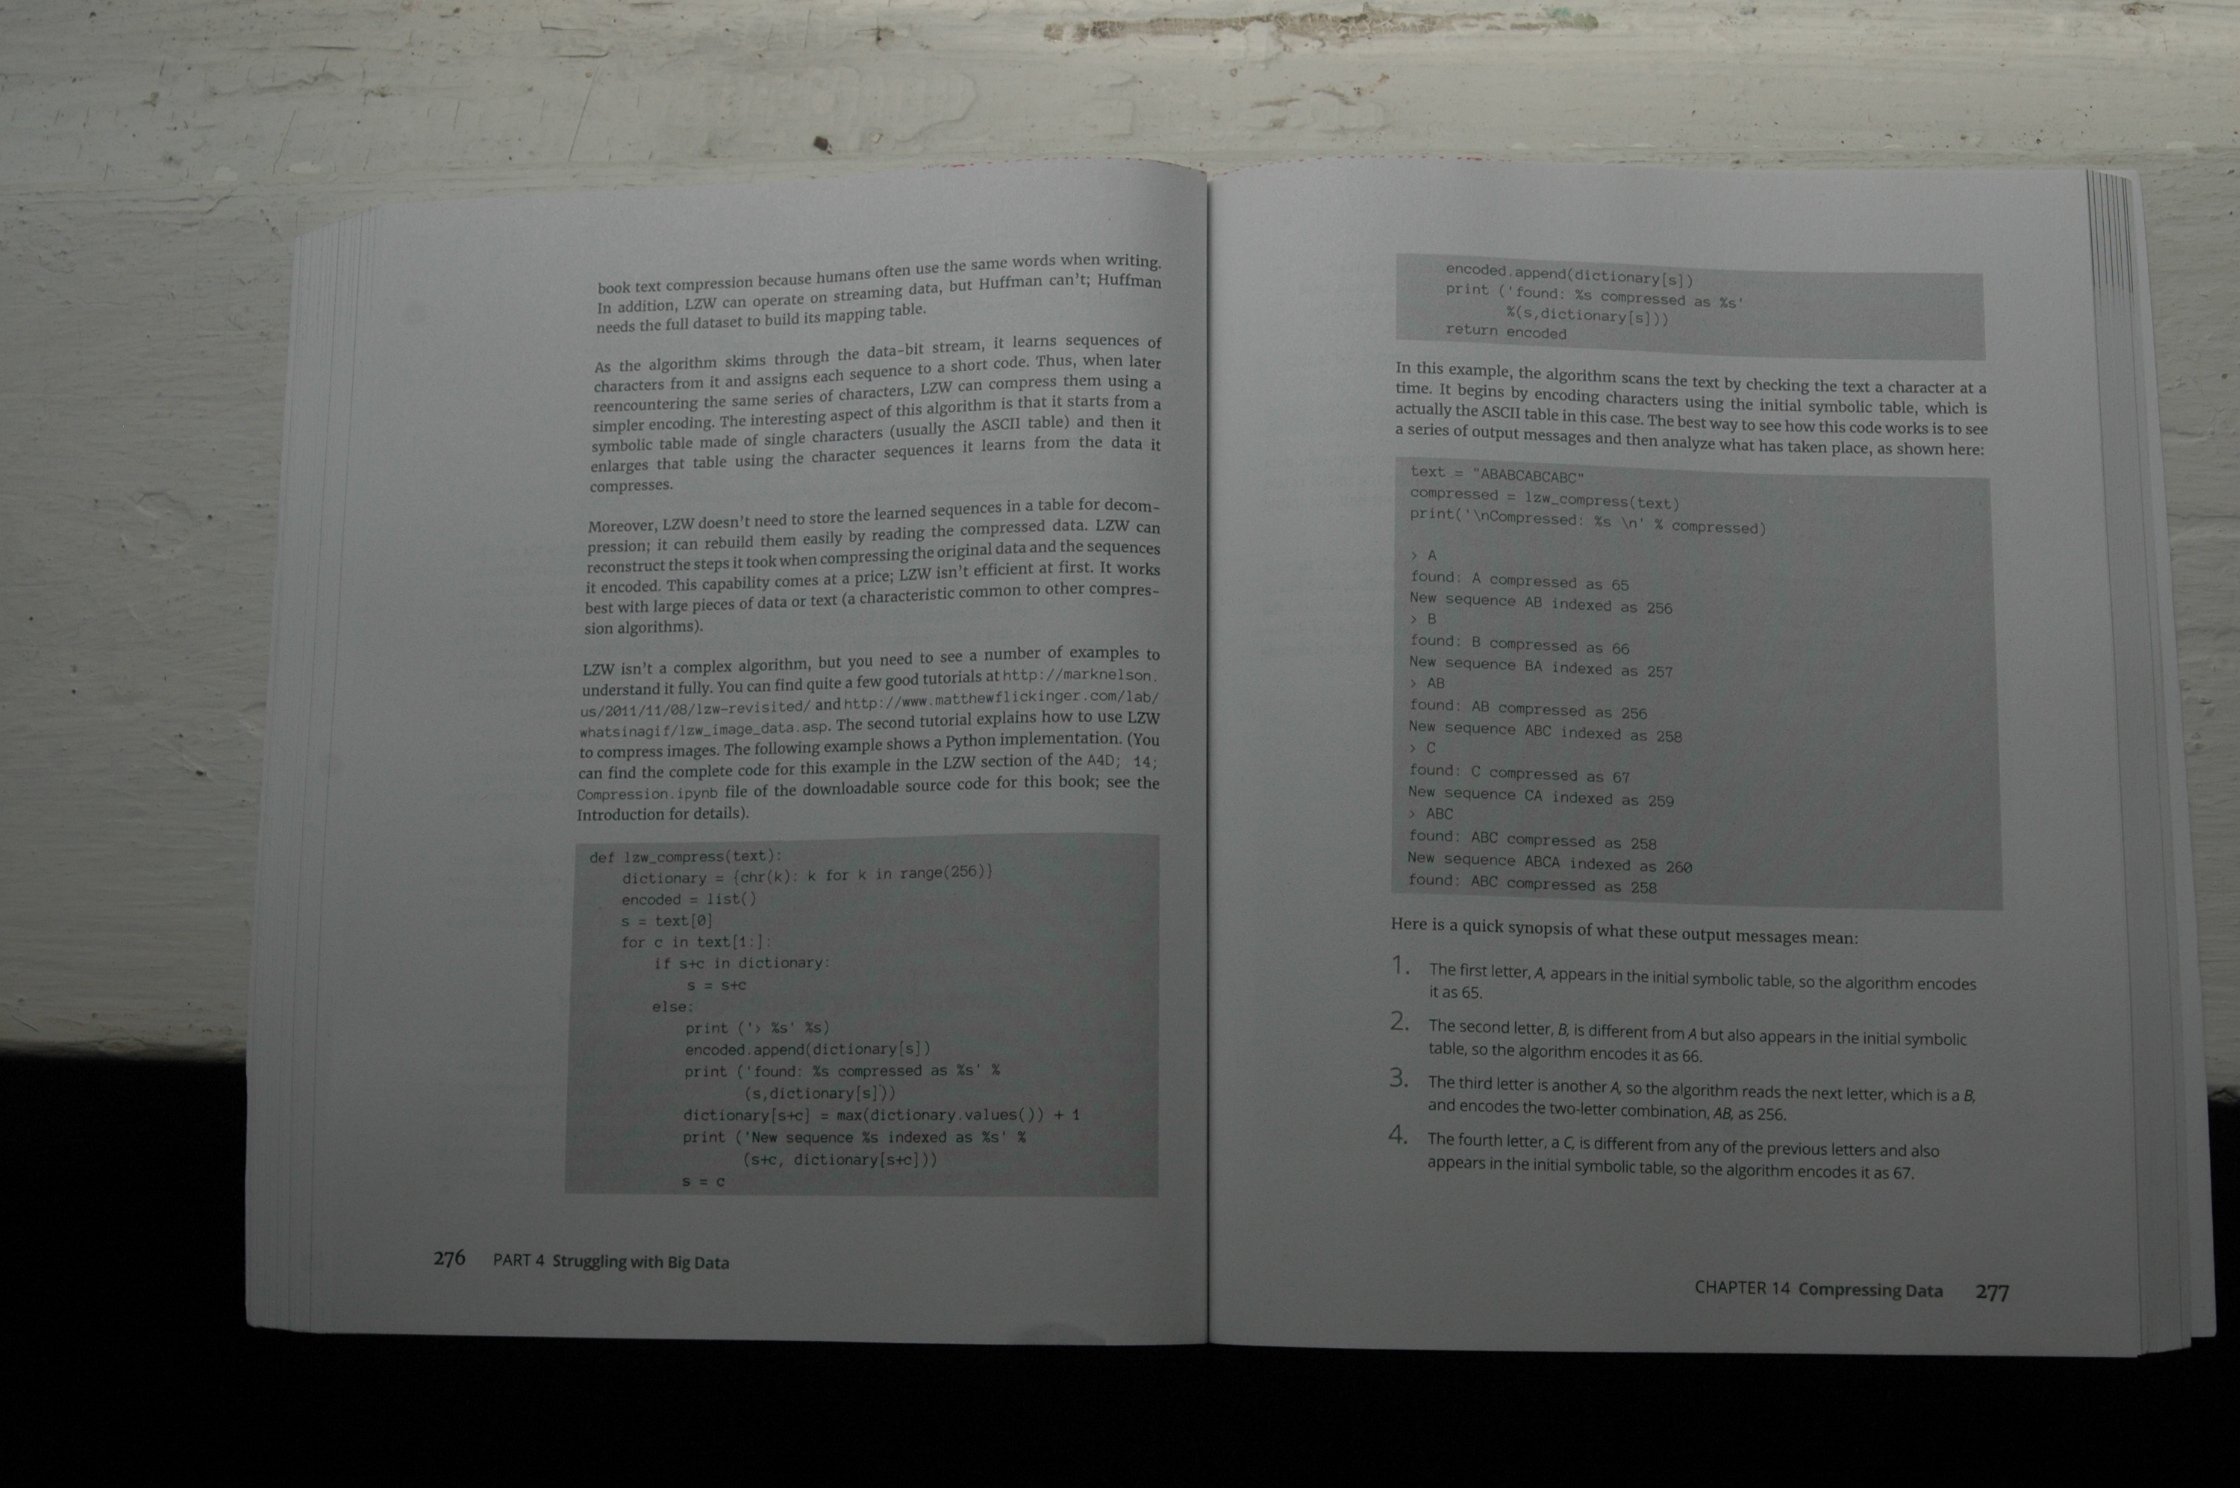 book text compression because humans often use the same words when writing.
In addition, LZW can operate on streaming data, but Huffman can't; Huffman
needs the full dataset to build its mapping table.
As the algorithm skims through the data-bit stream, it learns sequences of
characters from it and assigns each sequence to a short code. Thus, when later
reencountering the same series of characters, LZW can compress them using a
simpler encoding. The interesting aspect of this algorithm is that it starts from a
symbolic table made of single characters (usually the ASCII table) and then it
enlarges that table using the character sequences it learns from the data it
compresses.
Moreover, LZW doesn't need to store the learned sequences in a table for decom-
pression; it can rebuild them easily by reading the compressed data. LZW can
reconstruct the steps it took when compressing the original data and the sequences
it encoded. This capability comes at a price; LZW isn't efficient at first. It works
best with large pieces of data or text (a characteristic common to other compres-
sion algorithms).
LZW isn't a complex algorithm, but you need to see a number of examples to
understand it fully. You can find quite a few good tutorials at http://marknelson.
us/2011/11/08/lzw-revisited/ and http://www.matthewflickinger.com/lab/
whatsinagif/lzw_image_data.asp. The second tutorial explains how to use LZW
to compress images. The following example shows a Python implementation. (You
can find the complete code for this example in the LZW section of the A4D; 14;
Compression.ipynb file of the downloadable source code for this book; see the
Introduction for details).
def lzw_compress(text):
dictionary = {chr(k): k for k in range(256)}
encoded = list()
s = text[0]
for c in text[1:]:
if s+c in dictionary:
s = s+c
else:
print ('> %s' %s)
encoded.append(dictionary[s])
print ('found: %s compressed as %s' %
(s,dictionary[s]))
dictionary[s+c] = max(dictionary.values()) + 1
print ('New sequence %s indexed as %s' %
(s+c, dictionary[s+c]))
s = c
276 PART 4 Struggling with Big Data
encoded.append(dictionary[s])
print ('found: %s compressed as %s'
%(s,dictionary[s]))
return encoded
In this example, the algorithm scans the text by checking the text a character at a
time. It begins by encoding characters using the initial symbolic table, which is
actually the ASCII table in this case. The best way to see how this code works is to see
a series of output messages and then analyze what has taken place, as shown here:
text = "ABABCABCABC"
compressed = lzw_compress(text)
print('\nCompressed: %s \n' % compressed)
> A
found: A compressed as 65
New sequence AB indexed as 256
> B
found: B compressed as 66
New sequence BA indexed as 257
> AB
found: AB compressed as 256
New sequence ABC indexed as 258
> C
found: C compressed as 67
New sequence CA indexed as 259
> ABC
found: ABC compressed as 258
New sequence ABCA indexed as 260
found: ABC compressed as 258
Here is a quick synopsis of what these output messages mean:
1. The first letter, A, appears in the initial symbolic table, so the algorithm encodes
it as 65.
2. The second letter, B, is different from A but also appears in the initial symbolic
table, so the algorithm encodes it as 66.
3. The third letter is another A, so the algorithm reads the next letter, which is a B,
and encodes the two-letter combination, AB, as 256.
4. The fourth letter, a C, is different from any of the previous letters and also
appears in the initial symbolic table, so the algorithm encodes it as 67.
CHAPTER 14 Compressing Data 277